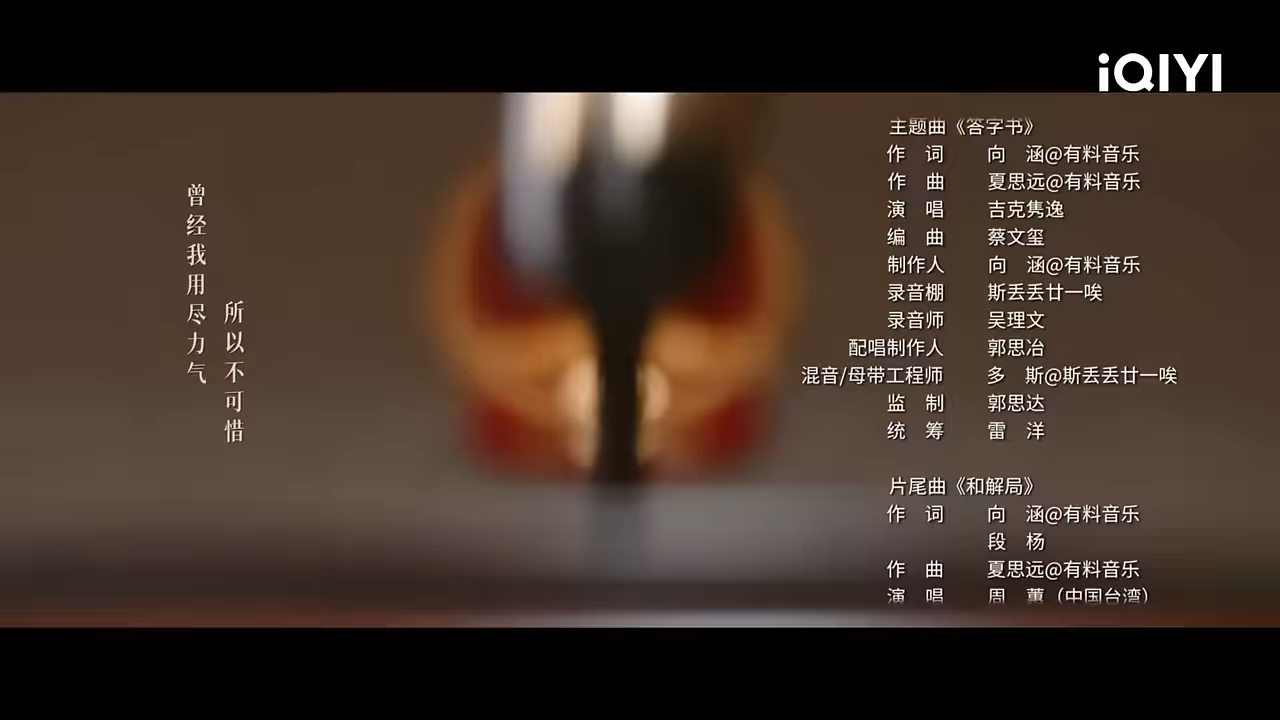 iQIYI
曾经我用尽力气
所以不可惜
主题曲《答字书》
作 词 向 涵@有料音乐
作 曲 夏思远@有料音乐
演 唱 吉克隽逸
编 曲 蔡文玺
制作人 向 涵@有料音乐
录音棚 斯丢丢廿一唉
录音师 吴理文
配唱制作人 郭思冶
混音/母带工程师 多 斯@斯丢丢廿一唉
监 制 郭思达
统 筹 雷 洋
片尾曲《和解局》
作 词 向 涵@有料音乐
段 杨
作 曲 夏思远@有料音乐
演 唱 周 蕙（中国台湾）